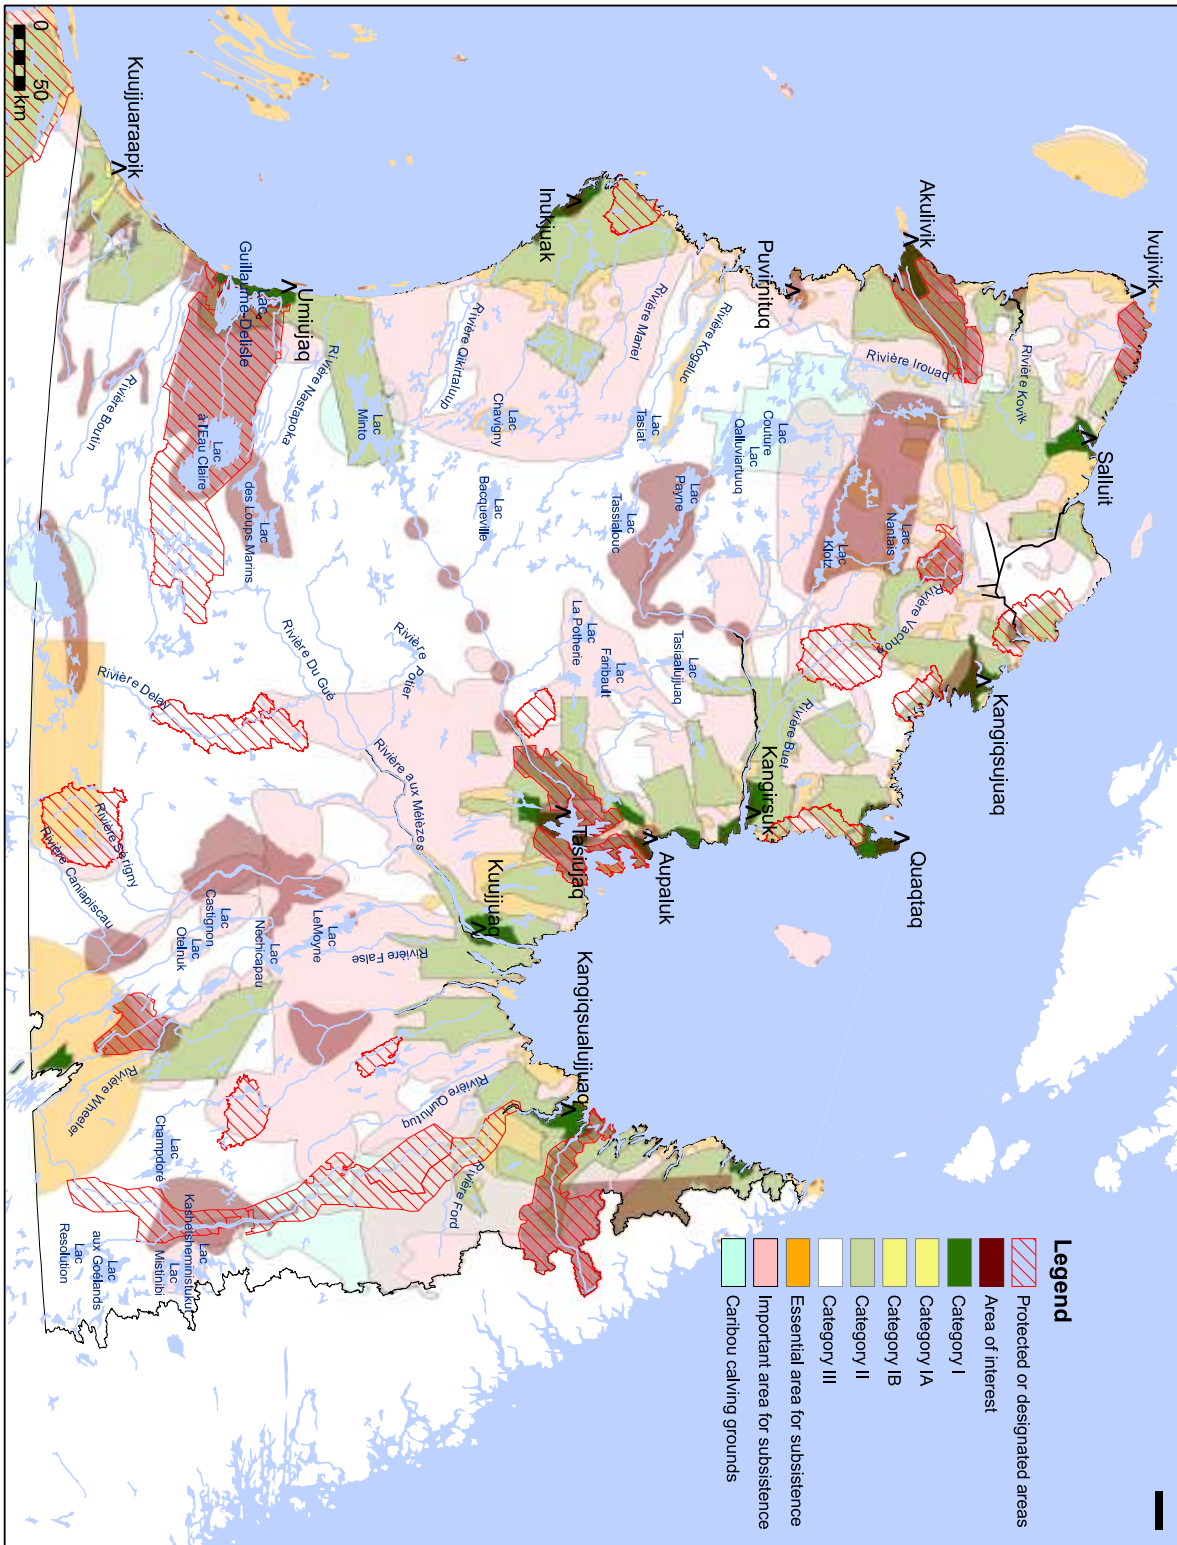 Ivujivik
Salluit
Akulivik
Rivière Kovik
Rivière Irouaq
Kangiqsujuaq
Puvirnituq
Lac
Couture
Lac
Qalluviartuuq
Lac
Nantais
Lac
Klotz
Rivière Vachon
Quaqtaq
Rivière Kogaluc
Rivière Mariel
Lac
Tasiat
Lac
Payne
Lac
Tassialouc
Rivière Buet
Kangirsuk
Inukjuak
Rivière Qikirtaluup
Lac
Chavigny
Lac
Bacqueville
Lac
Tasiaalujjuaq
Lac
Faribault
Lac
La Potherie
Aupaluk
Tasiujaq
Umiujaq
Lac
Guillaume-Delisle
Rivière Nastapoka
Lac
Minto
Lac
à l'Eau Claire
Lac
des Loups Marins
Rivière Du Gué
Rivière Potier
Rivière aux Mélèzes
Kuujjuaq
Kangiqsualujjuaq
Kuujjuaraapik
Rivière Boutin
Rivière Delay
Rivière Sérigny
Rivière Caniapiscau
Lac
Castignon
Lac
Otelnuk
Lac
Nechicapau
Lac
LeMoyne
Rivière False
Rivière Qurlutuq
Rivière Ford
Rivière Wheeler
Lac
Champdoré
Lac
Kashetsheministukut
Lac
Mistinibi
Lac
aux Goélands
Lac
Resolution
0 50
km
Legend
Protected or designated areas
Area of interest
Category I
Category IA
Category IB
Category II
Category III
Essential area for subsistence
Important area for subsistence
Caribou calving grounds